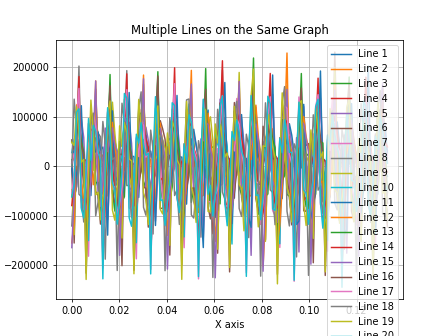 Multiple Lines on the Same Graph
200000
100000
0
−100000
−200000
0.00
0.02
0.04
0.06
0.08
0.10
X axis
Line 1
Line 2
Line 3
Line 4
Line 5
Line 6
Line 7
Line 8
Line 9
Line 10
Line 11
Line 12
Line 13
Line 14
Line 15
Line 16
Line 17
Line 18
Line 19
Line 20